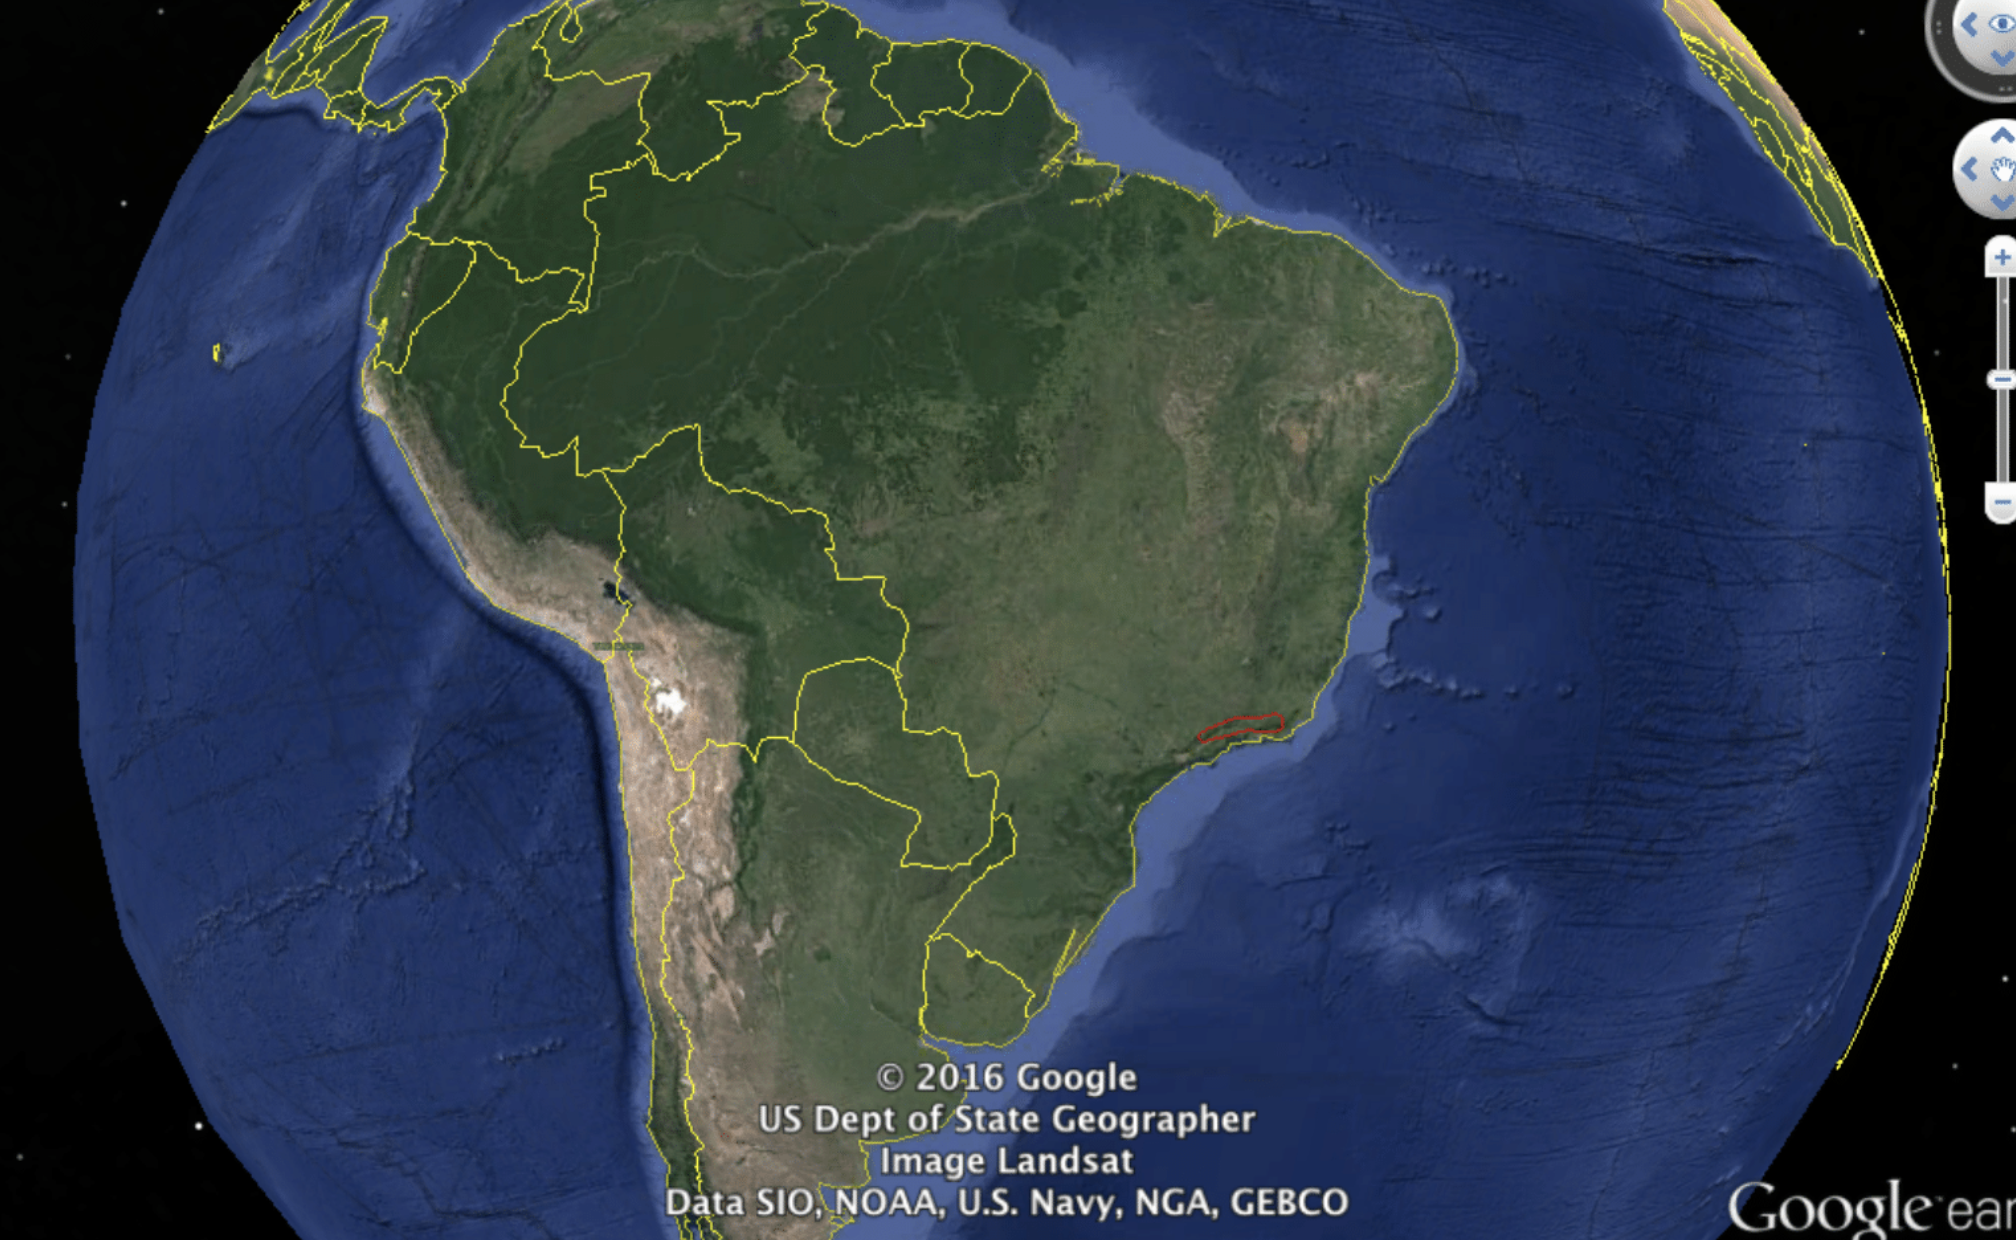 © 2016 Google
US Dept of State Geographer
Image Landsat
Data SIO, NOAA, U.S. Navy, NGA, GEBCO
Google ear